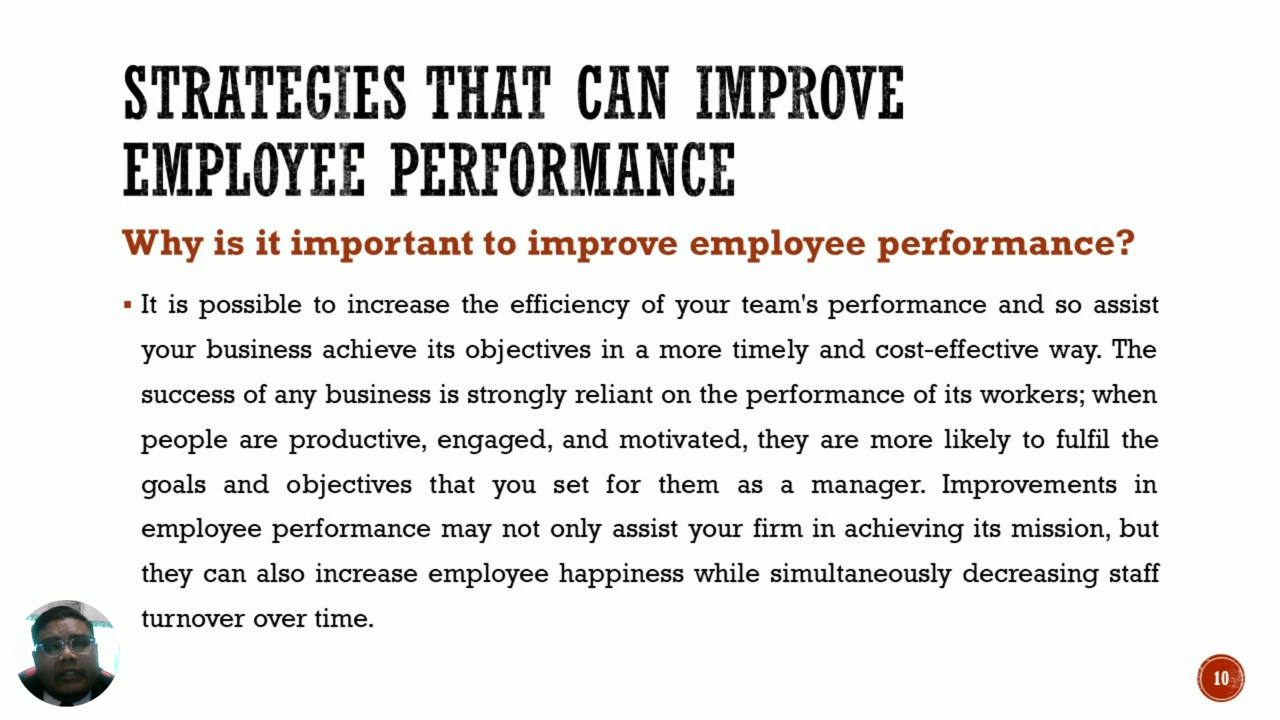 STRATEGIES THAT CAN IMPROVE
EMPLOYEE PERFORMANCE
Why is it important to improve employee performance?
▪ It is possible to increase the efficiency of your team's performance and so assist
your business achieve its objectives in a more timely and cost-effective way. The
success of any business is strongly reliant on the performance of its workers; when
people are productive, engaged, and motivated, they are more likely to fulfil the
goals and objectives that you set for them as a manager. Improvements in
employee performance may not only assist your firm in achieving its mission, but
they can also increase employee happiness while simultaneously decreasing staff
turnover over time.
10